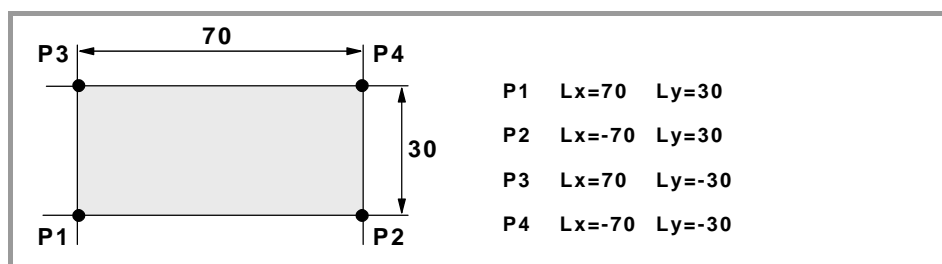 70
P3 P4
30
P1 P2
P1 Lx=70 Ly=30
P2 Lx=-70 Ly=30
P3 Lx=70 Ly=-30
P4 Lx=-70 Ly=-30